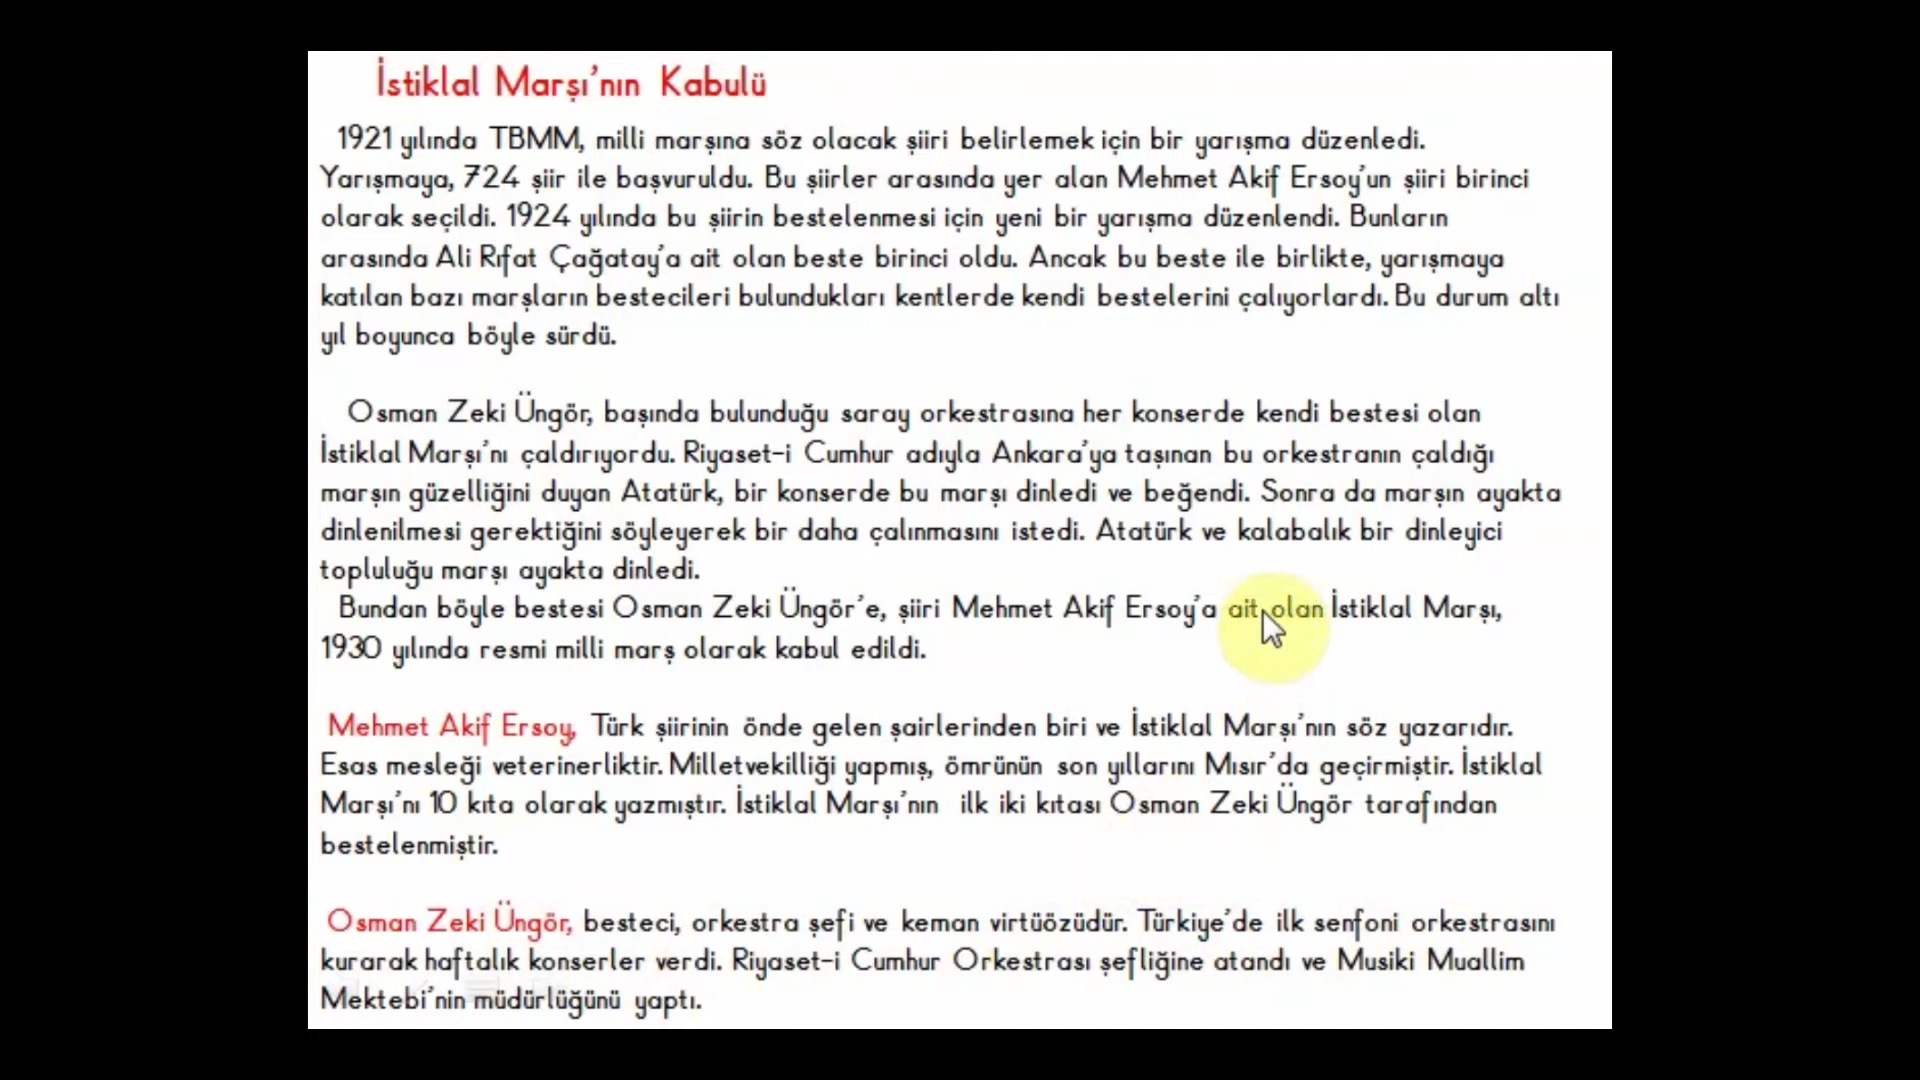 İstiklal Marşı’nın Kabulü
1921 yılında TBMM, milli marşına söz olacak şiiri belirlemek için bir yarışma düzenledi.
Yarışmaya, 724 şiir ile başvuruldu. Bu şiirler arasında yer alan Mehmet Akif Ersoy’un şiiri birinci
olarak seçildi. 1924 yılında bu şiirin bestelenmesi için yeni bir yarışma düzenlendi. Bunların
arasında Ali Rıfat Çağatay’a ait olan beste birinci oldu. Ancak bu beste ile birlikte, yarışmaya
katılan bazı marşların bestecileri bulundukları kentlerde kendi bestelerini çalıyorlardı. Bu durum altı
yıl boyunca böyle sürdü.
Osman Zeki Üngör, başında bulunduğu saray orkestrasına her konserde kendi bestesi olan
İstiklal Marşı’nı çaldırıyordu. Riyaset-i Cumhur adıyla Ankara’ya taşınan bu orkestranın çaldığı
marşın güzelliğini duyan Atatürk, bir konserde bu marşı dinledi ve beğendi. Sonra da marşın ayakta
dinlenilmesi gerektiğini söyleyerek bir daha çalınmasını istedi. Atatürk ve kalabalık bir dinleyici
topluluğu marşı ayakta dinledi.
Bundan böyle bestesi Osman Zeki Üngör’e, şiiri Mehmet Akif Ersoy’a ait olan İstiklal Marşı,
1930 yılında resmi milli marş olarak kabul edildi.
Mehmet Akif Ersoy, Türk şiirinin önde gelen şairlerinden biri ve İstiklal Marşı’nın söz yazarıdır.
Esas mesleği veterinerliktir. Milletvekilliği yapmış, ömrünün son yıllarını Mısır’da geçirmiştir. İstiklal
Marşı’nı 10 kıta olarak yazmıştır. İstiklal Marşı’nın ilk iki kıtası Osman Zeki Üngör tarafından
bestelenmiştir.
Osman Zeki Üngör, besteci, orkestra şefi ve keman virtüözüdür. Türkiye’de ilk senfoni orkestrasını
kurarak haftalık konserler verdi. Riyaset-i Cumhur Orkestrası şefliğine atandı ve Musiki Muallim
Mektebi’nin müdürlüğünü yaptı.